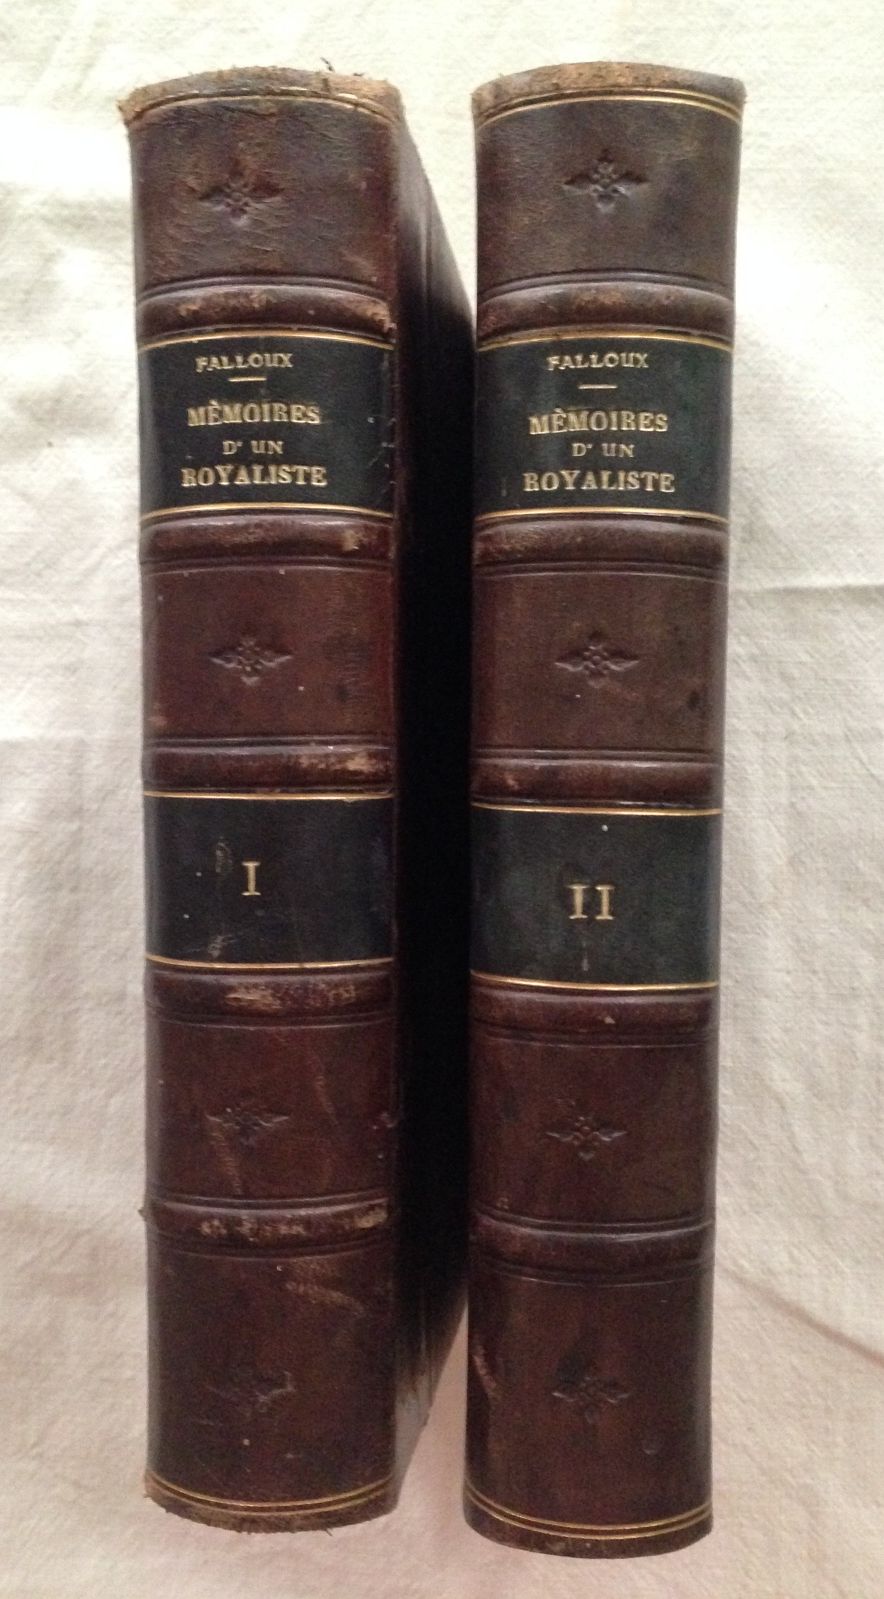 FALLOUX
MÈMOIRES
D' UN
ROYALISTE
I
FALLOUX
MÈMOIRES
D' UN
ROYALISTE
II